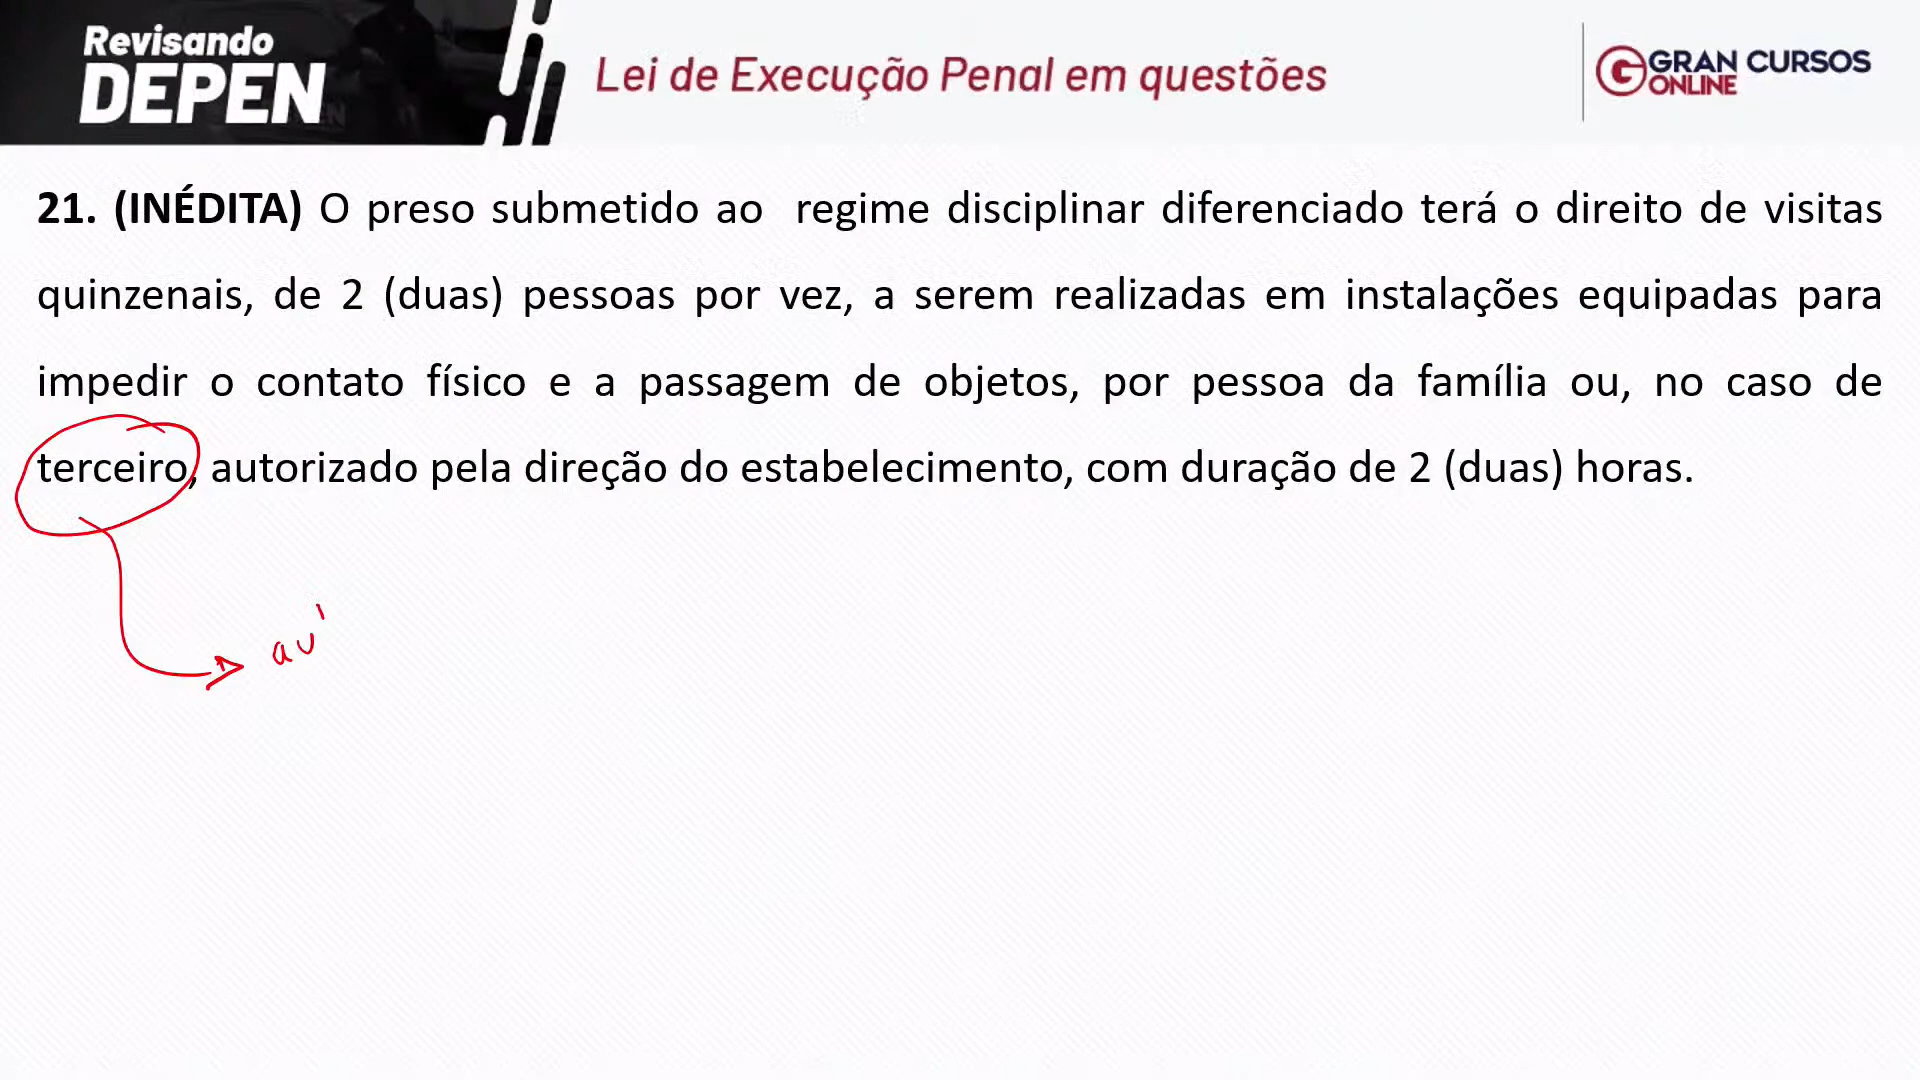 Revisando
DEPEN
Lei de Execução Penal em questões
GRAN CURSOS
ONLINE
21. (INÉDITA) O preso submetido ao regime disciplinar diferenciado terá o direito de visitas
quinzenais, de 2 (duas) pessoas por vez, a serem realizadas em instalações equipadas para
impedir o contato físico e a passagem de objetos, por pessoa da família ou, no caso de
terceiro, autorizado pela direção do estabelecimento, com duração de 2 (duas) horas.
au